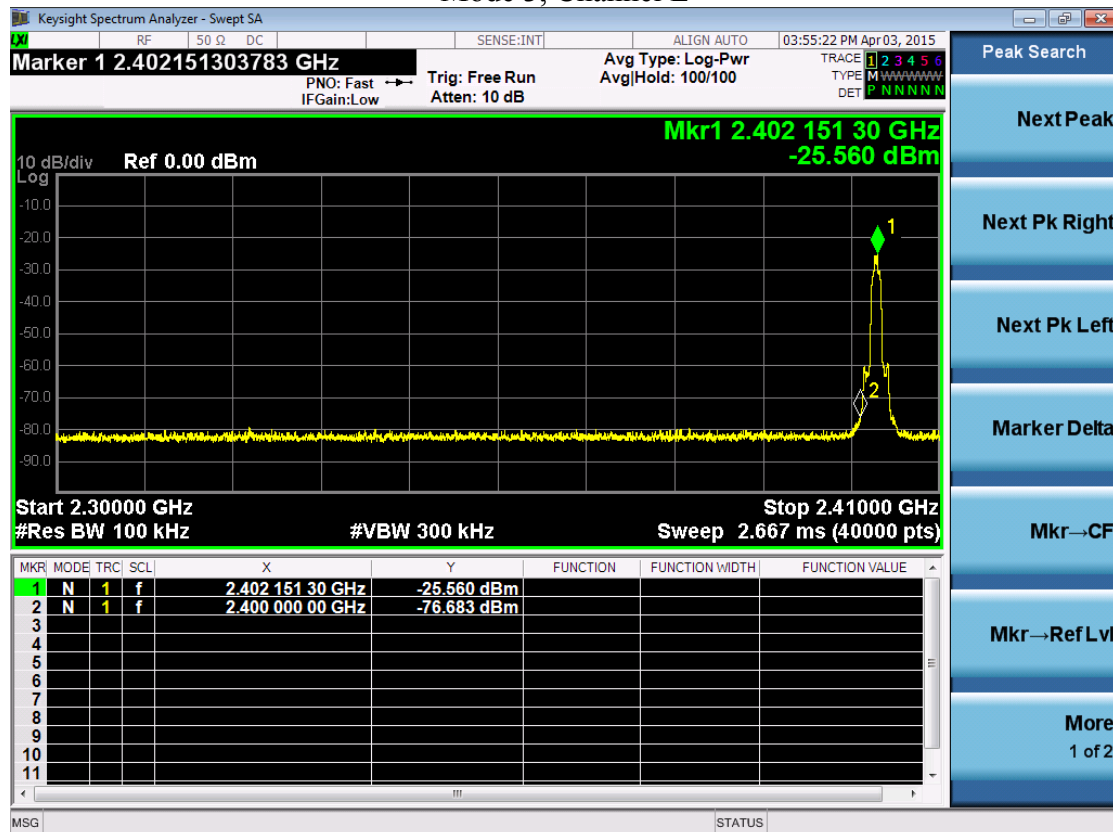 Keysight Spectrum Analyzer - Swept SA
LXI RF 50 Ω DC SENSE:INT ALIGN AUTO 03:55:22 PM Apr 03, 2015
Marker 1 2.402151303783 GHz
PNO: Fast
IFGain:Low
Trig: Free Run
Atten: 10 dB
Avg Type: Log-Pwr
Avg|Hold: 100/100
TRACE 1 2 3 4 5 6
TYPE M WWWWW
DET P N N N N N
Mkr1 2.402 151 30 GHz
-25.560 dBm
10 dB/div Ref 0.00 dBm
Log
-10.0
-20.0
-30.0
-40.0
-50.0
-60.0
-70.0
-80.0
-90.0
1
2
Start 2.30000 GHz Stop 2.41000 GHz
#Res BW 100 kHz #VBW 300 kHz Sweep 2.667 ms (40000 pts)
MKR MODE TRC SCL X Y FUNCTION FUNCTION WIDTH FUNCTION VALUE
1 N 1 f 2.402 151 30 GHz -25.560 dBm
2 N 1 f 2.400 000 00 GHz -76.683 dBm
3
4
5
6
7
8
9
10
11
MSG STATUS
Peak Search
Next Peak
Next Pk Right
Next Pk Left
Marker Delta
Mkr→CF
Mkr→Ref Lvl
More
1 of 2